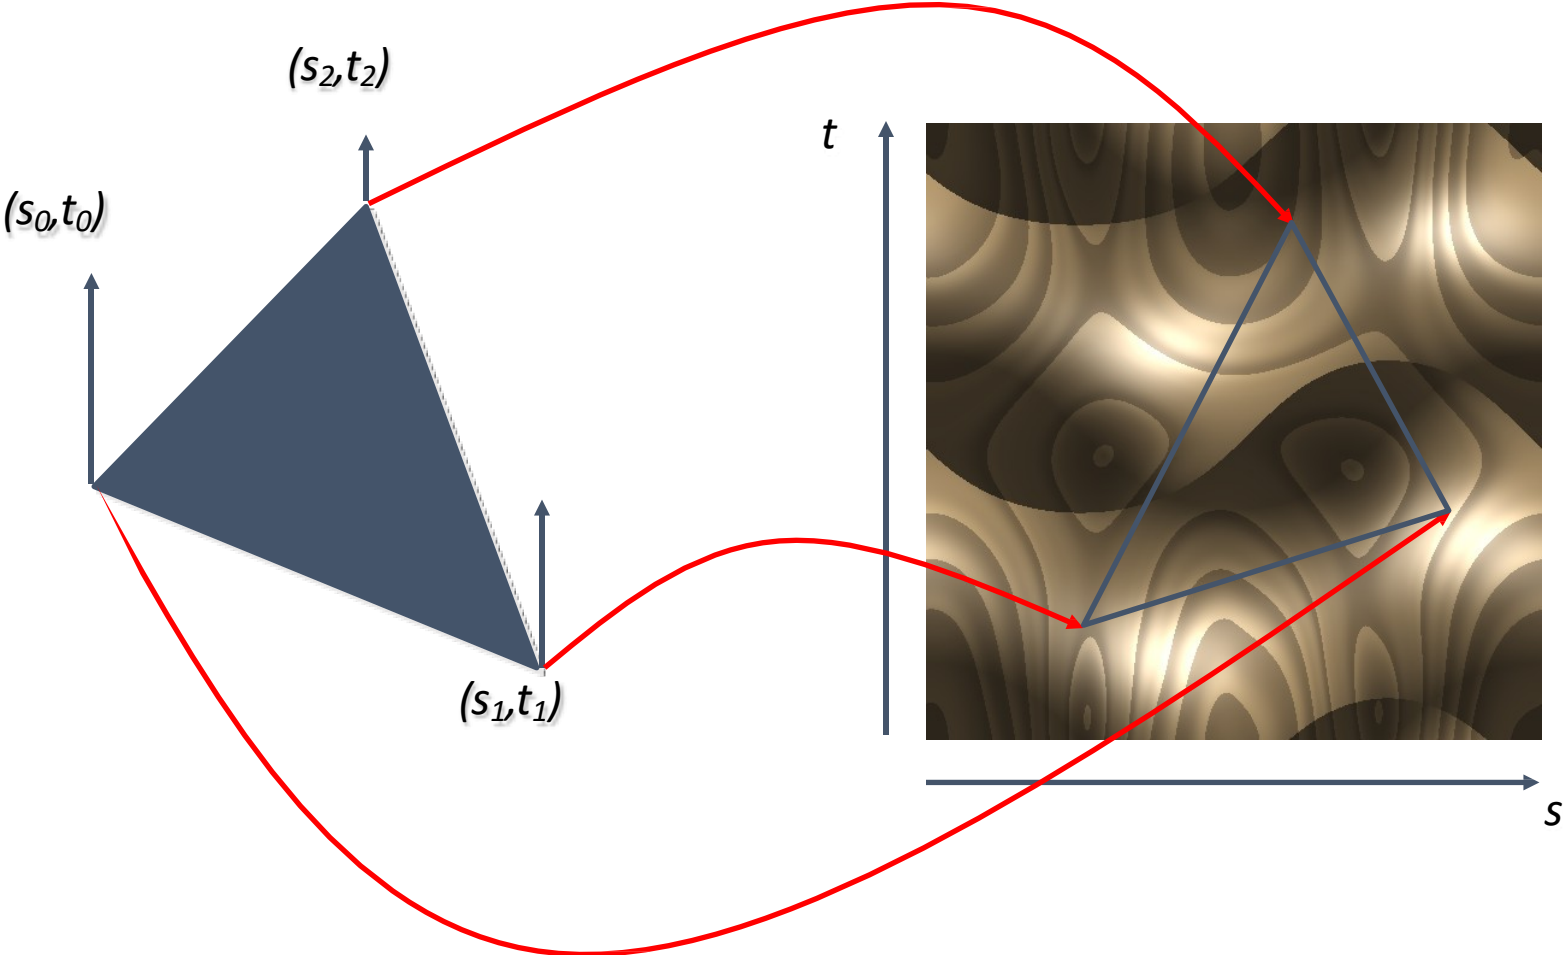 (s₂,t₂)
t
(s₀,t₀)
(s₁,t₁)
s